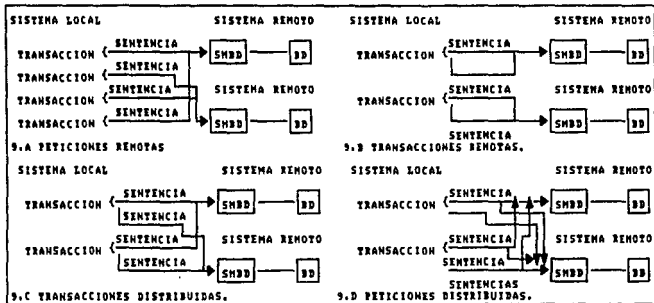 SISTEMA LOCAL SISTEMA REMOTO
TRANSACCION { SENTENCIA SMBD BD
TRANSACCION { SENTENCIA
SISTEMA REMOTO
TRANSACCION { SENTENCIA
TRANSACCION { SENTENCIA SMBD BD
9.A PETICIONES REMOTAS
SISTEMA LOCAL SISTEMA REMOTO
TRANSACCION { SENTENCIA SMBD BD
SISTEMA REMOTO
TRANSACCION { SMBD BD
SENTENCIA
9.B TRANSACCIONES REMOTAS.
SISTEMA LOCAL SISTEMA REMOTO
SENTENCIA
TRANSACCION { SMBD BD
SENTENCIA
SISTEMA REMOTO
SENTENCIA
TRANSACCION {
SENTENCIA SMBD BD
9.C TRANSACCIONES DISTRIBUIDAS.
SISTEMA LOCAL SISTEMA REMOTO
SENTENCIA
TRANSACCION { SMBD BD
SISTEMA REMOTO
SENTENCIA
TRANSACCION {
SENTENCIA SMBD BD
SENTENCIAS
9.D PETICIONES DISTRIBUIDAS.